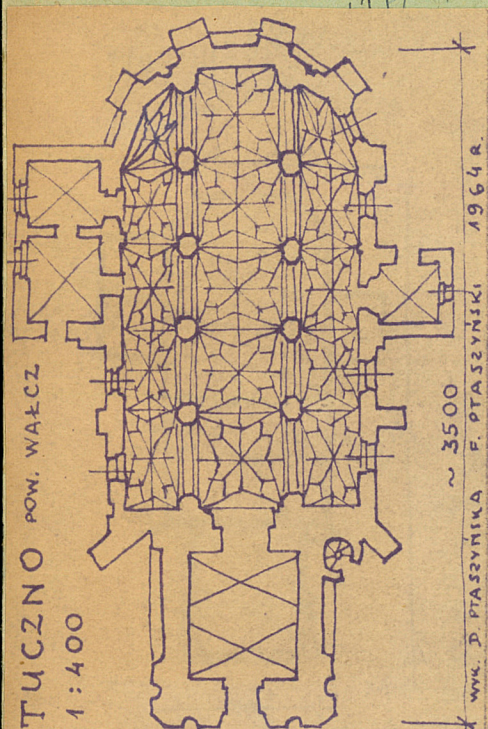 TUCZNO POW. WAŁCZ
1:400
~ 3500
WYK. D. PTASZYŃSKA F. PTASZYŃSKI 1964 R.